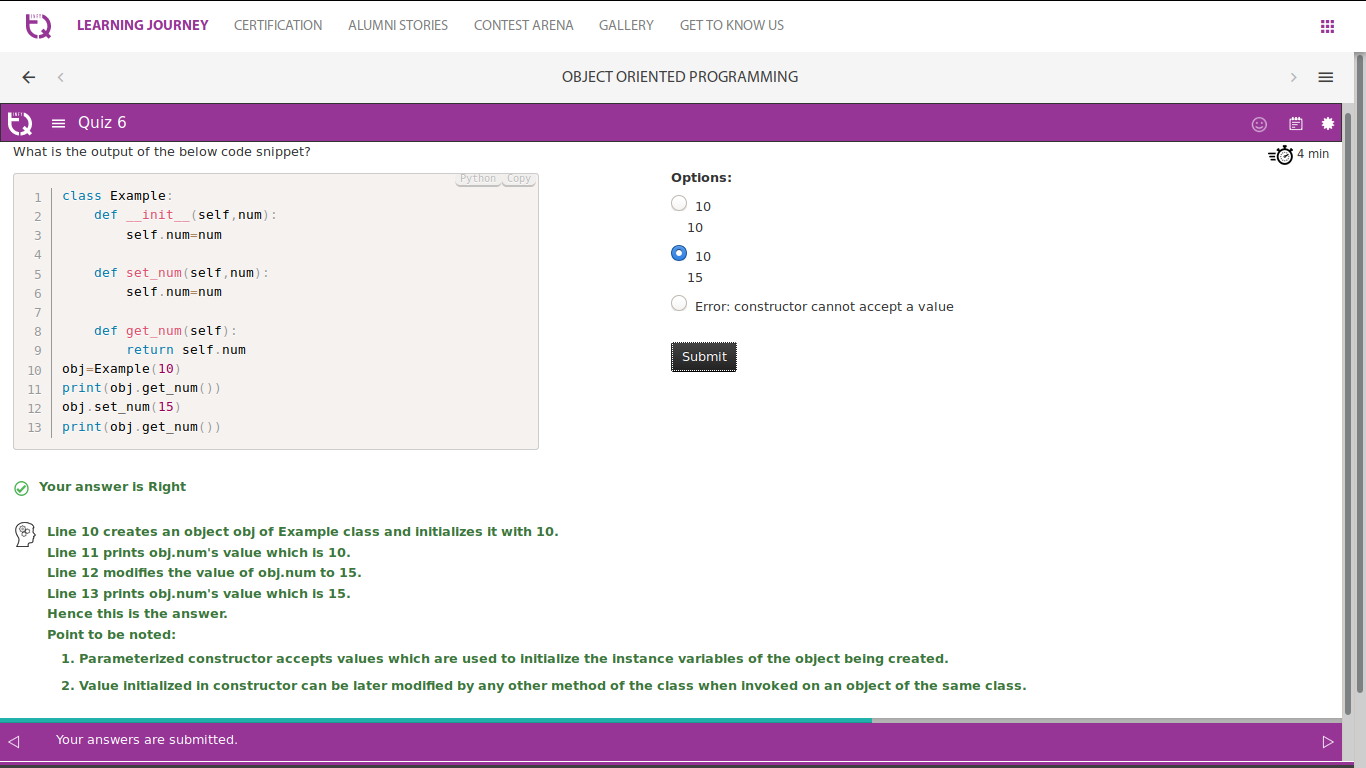 LEARNING JOURNEY CERTIFICATION ALUMNI STORIES CONTEST ARENA GALLERY GET TO KNOW US
OBJECT ORIENTED PROGRAMMING
Quiz 6
What is the output of the below code snippet?
4 min
Python Copy
1 class Example:
2     def __init__(self,num):
3         self.num=num
4
5     def set_num(self,num):
6         self.num=num
7
8     def get_num(self):
9         return self.num
10 obj=Example(10)
11 print(obj.get_num())
12 obj.set_num(15)
13 print(obj.get_num())
Options:
10
10
10
15
Error: constructor cannot accept a value
Submit
Your answer is Right
Line 10 creates an object obj of Example class and initializes it with 10.
Line 11 prints obj.num's value which is 10.
Line 12 modifies the value of obj.num to 15.
Line 13 prints obj.num's value which is 15.
Hence this is the answer.
Point to be noted:
1. Parameterized constructor accepts values which are used to initialize the instance variables of the object being created.
2. Value initialized in constructor can be later modified by any other method of the class when invoked on an object of the same class.
Your answers are submitted.